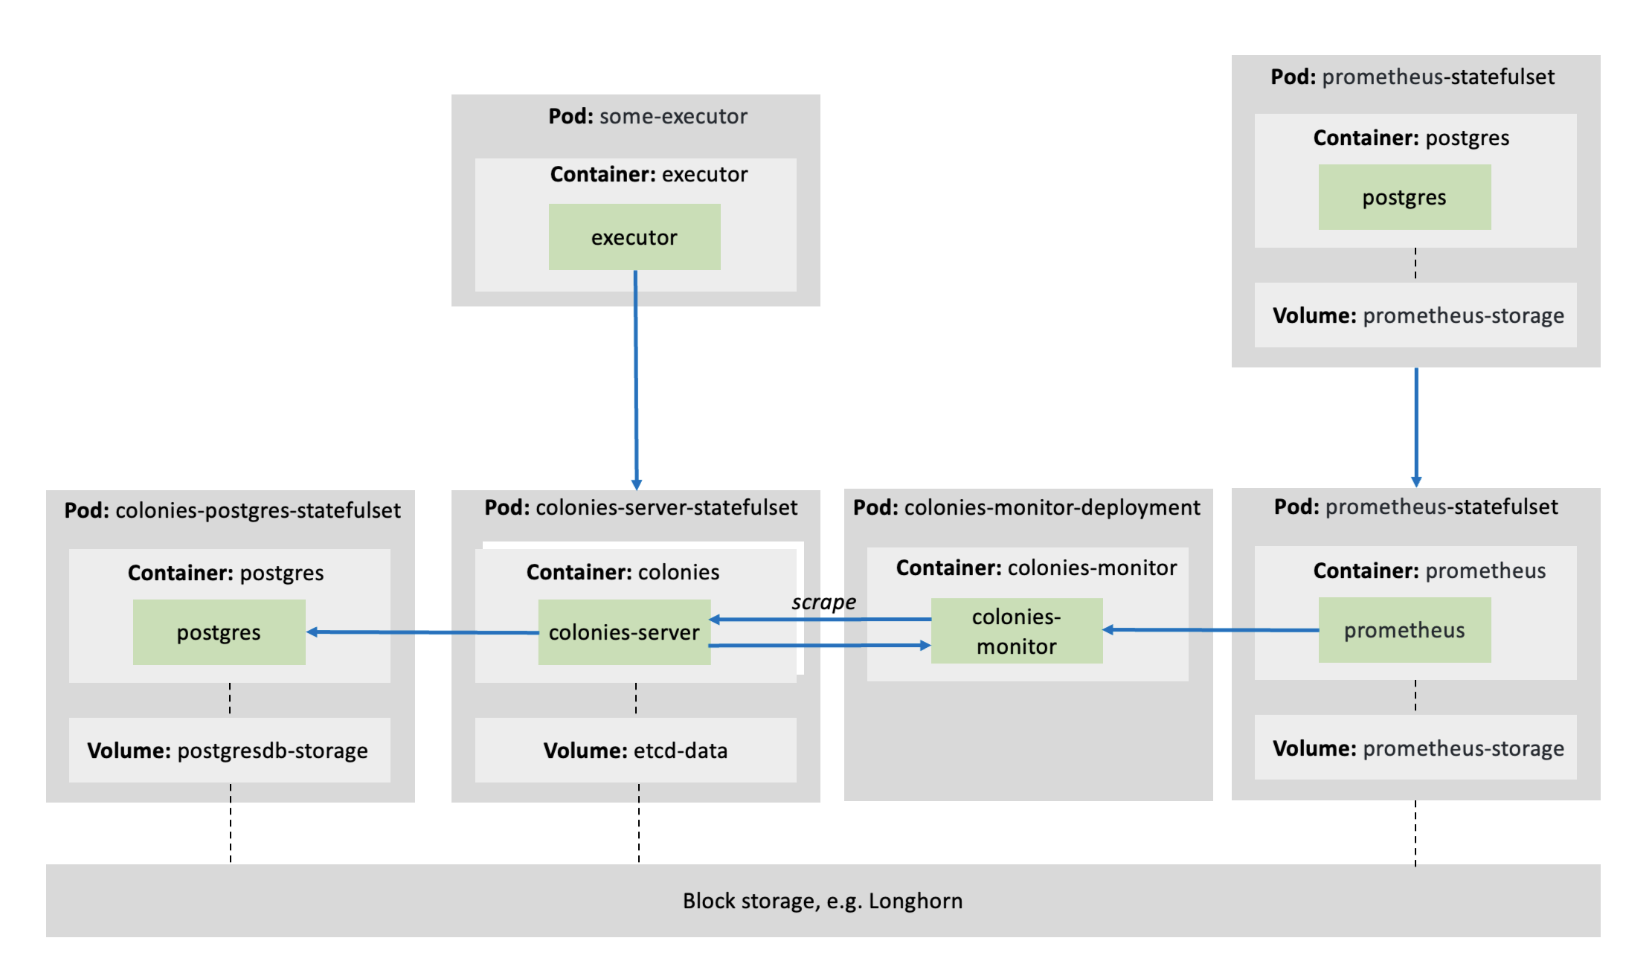 Pod: prometheus-statefulset
Container: postgres
postgres
Volume: prometheus-storage
Pod: some-executor
Container: executor
executor
Pod: colonies-postgres-statefulset
Container: postgres
postgres
Volume: postgresdb-storage
Pod: colonies-server-statefulset
Container: colonies
colonies-server
Volume: etcd-data
scrape
Pod: colonies-monitor-deployment
Container: colonies-monitor
colonies-
monitor
Pod: prometheus-statefulset
Container: prometheus
prometheus
Volume: prometheus-storage
Block storage, e.g. Longhorn